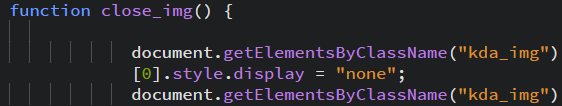 function close_img() {
document.getElementsByClassName("kda_img")
[0].style.display = "none";
document.getElementsByClassName("kda_img")